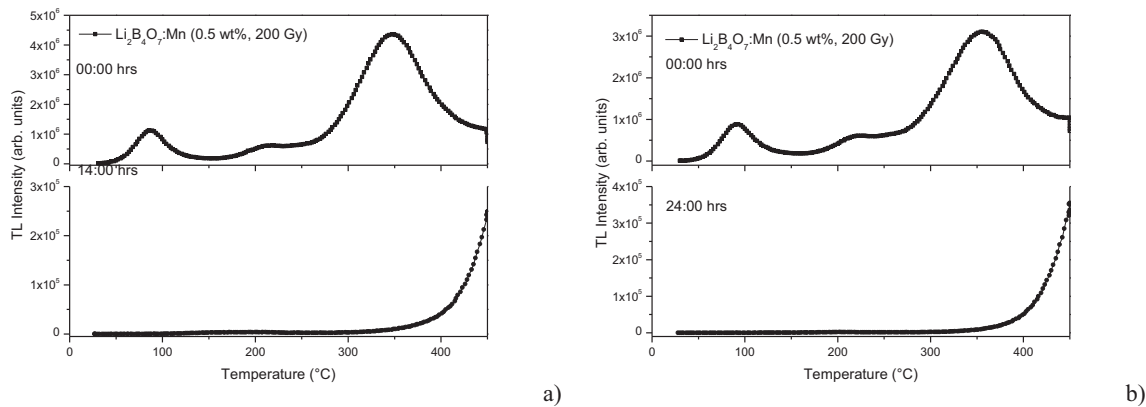 5x10⁶
4x10⁶
3x10⁶
2x10⁶
1x10⁶
0
Li₂B₄O₇:Mn (0.5 wt%, 200 Gy)
00:00 hrs
14:00 hrs
3x10⁵
2x10⁵
1x10⁵
0
TL Intensity (arb. units)
0 100 200 300 400
Temperature (°C)
a)
3x10⁶
2x10⁶
1x10⁶
0
Li₂B₄O₇:Mn (0.5 wt%, 200 Gy)
00:00 hrs
24:00 hrs
4x10⁵
3x10⁵
2x10⁵
1x10⁵
0
TL Intensity (arb. units)
0 100 200 300 400
Temperature (°C)
b)